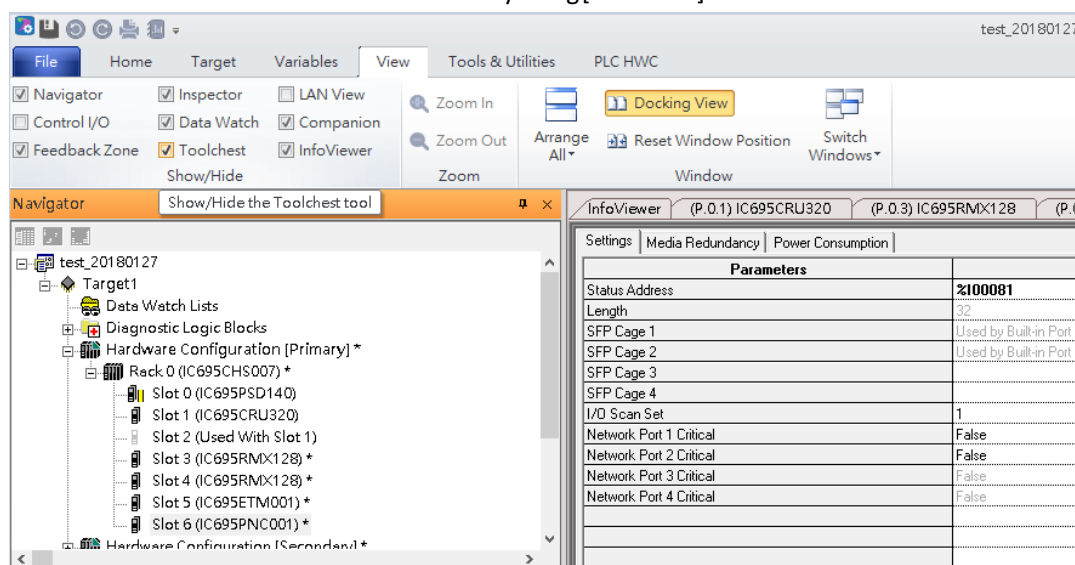 test_20180127
File Home Target Variables View Tools & Utilities PLC HWC
Navigator Inspector LAN View
Control I/O Data Watch Companion
Feedback Zone Toolchest InfoViewer
Show/Hide
Zoom In
Zoom Out
Zoom
Arrange All
Docking View
Reset Window Position
Switch Windows
Window
Navigator
Show/Hide the Toolchest tool
test_20180127
Target1
Data Watch Lists
Diagnostic Logic Blocks
Hardware Configuration [Primary] *
Rack 0 (IC695CHS007) *
Slot 0 (IC695PSD140)
Slot 1 (IC695CRU320)
Slot 2 (Used With Slot 1)
Slot 3 (IC695RMX128) *
Slot 4 (IC695RMX128) *
Slot 5 (IC695ETM001) *
Slot 6 (IC695PNC001) *
Hardware Configuration [Secondary] *
InfoViewer (P.0.1) IC695CRU320 (P.0.3) IC695RMX128 (P.
Settings Media Redundancy Power Consumption
Parameters
Status Address %I00081
Length 32
SFP Cage 1 Used by Built-in Port
SFP Cage 2 Used by Built-in Port
SFP Cage 3
SFP Cage 4
I/O Scan Set 1
Network Port 1 Critical False
Network Port 2 Critical False
Network Port 3 Critical False
Network Port 4 Critical False